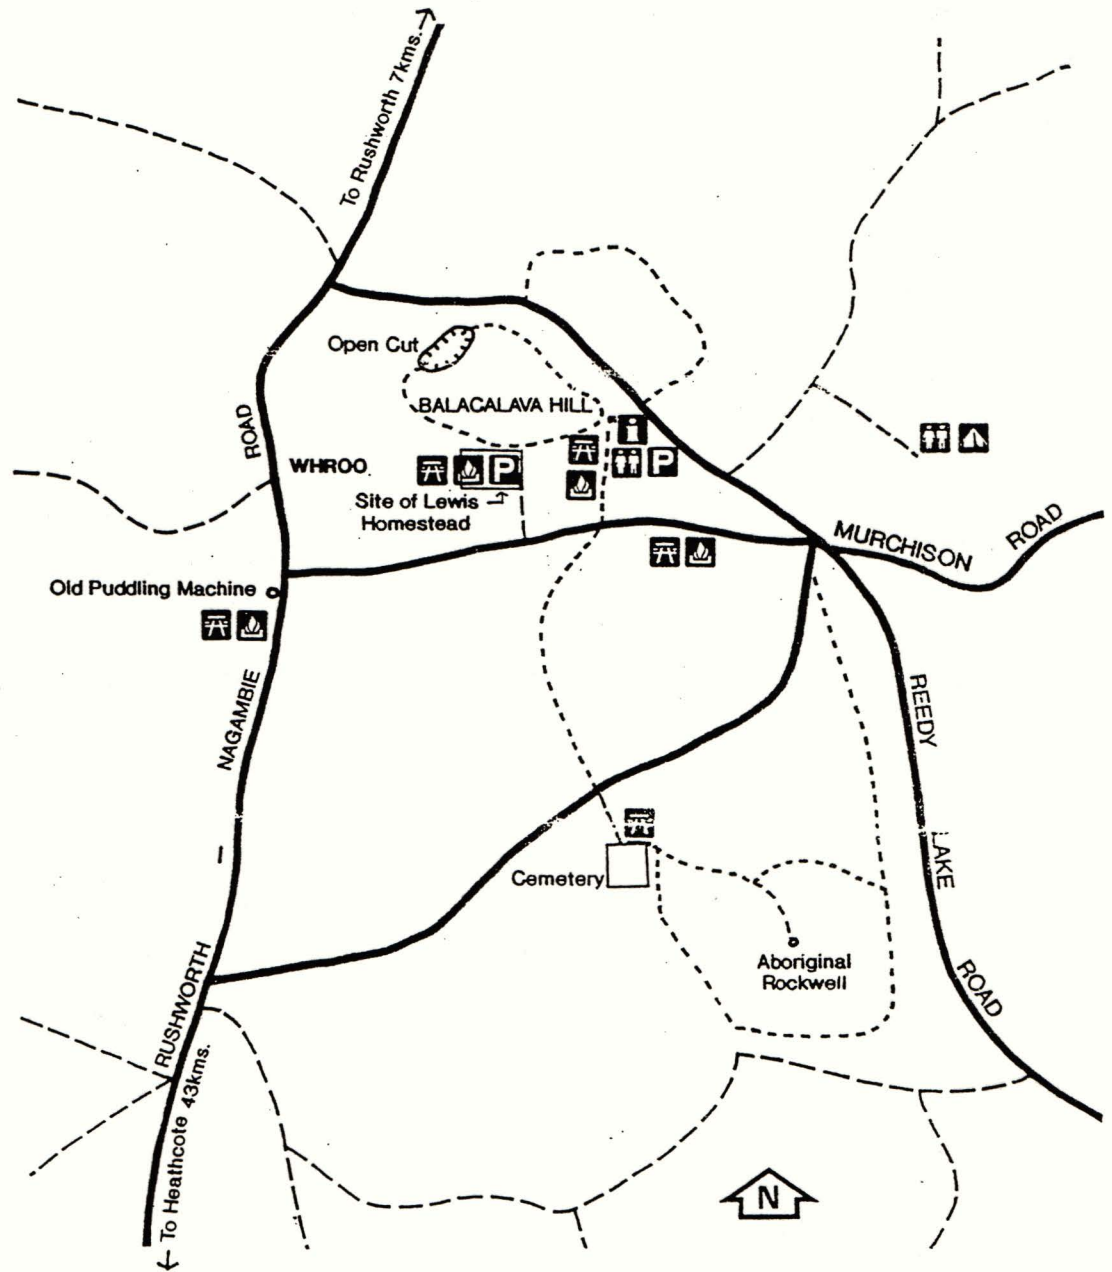 To Rushworth 7kms.
Open Cut
BALACALAVA HILL
ROAD
WHROO
P
P
Site of Lewis
Homestead
MURCHISON
ROAD
Old Puddling Machine
NAGAMBIE
REEDY
LAKE
ROAD
Cemetery
Aboriginal
Rockwell
RUSHWORTH
To Heathcote 43kms.
N